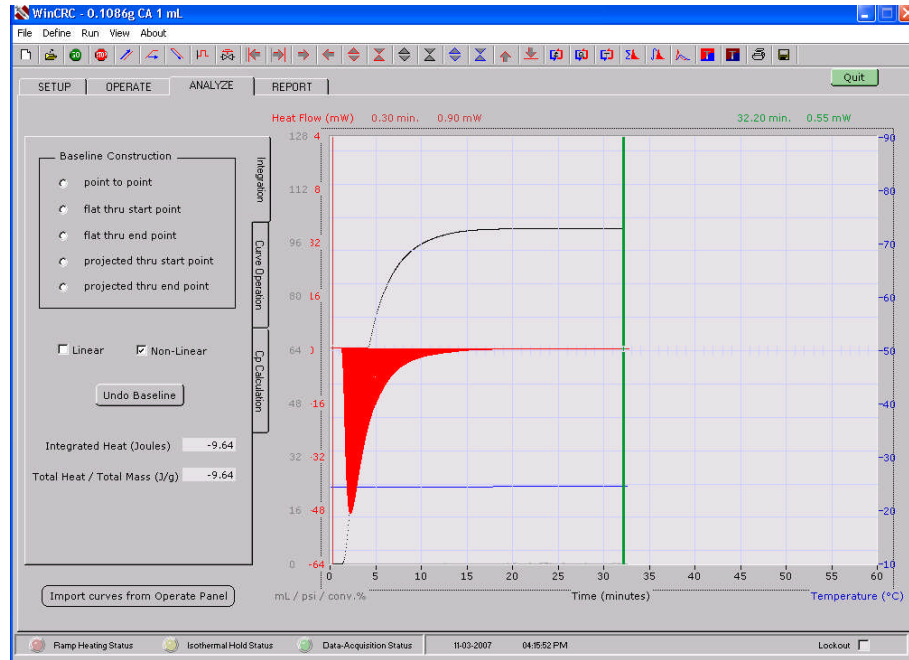 WinCRC - 0.1086g CA 1 mL
File Define Run View About
SETUP OPERATE ANALYZE REPORT Quit
Heat Flow (mW) 0.30 min. 0.90 mW 32.20 min. 0.55 mW
Baseline Construction
point to point
flat thru start point
flat thru end point
projected thru start point
projected thru end point
Linear Non-Linear
Undo Baseline
Integrated Heat (Joules) -9.64
Total Heat / Total Mass (J/g) -9.64
Import curves from Operate Panel
Integration
Curve Operation
Cp Calculation
128 4 -90
112 8 -80
96 32 -70
80 16 -60
64 -50
48 -16 -40
32 -32 -30
16 -48 -20
0 -64 -10
0 5 10 15 20 25 30 35 40 45 50 55 60
mL / psi / conv.% Time (minutes) Temperature (°C)
Ramp Heating Status Isothermal Hold Status Data-Acquisition Status 11-03-2007 04:15:52 PM Lockout